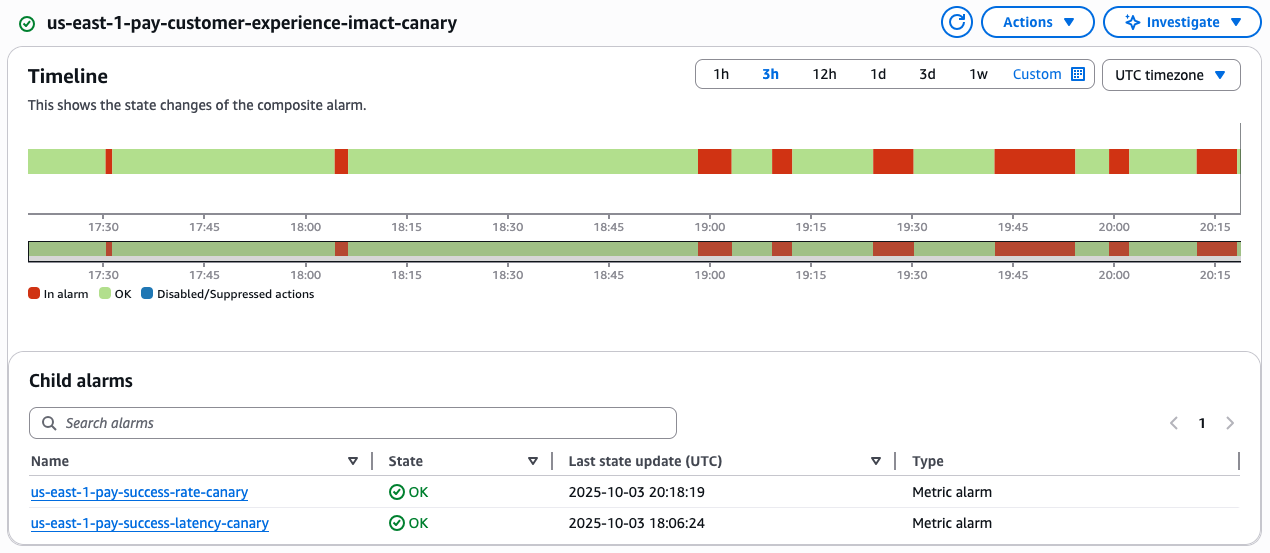 us-east-1-pay-customer-experience-imact-canary
Actions
Investigate
Timeline
1h 3h 12h 1d 3d 1w Custom
UTC timezone
This shows the state changes of the composite alarm.
17:30 17:45 18:00 18:15 18:30 18:45 19:00 19:15 19:30 19:45 20:00 20:15
17:30 17:45 18:00 18:15 18:30 18:45 19:00 19:15 19:30 19:45 20:00 20:15
In alarm OK Disabled/Suppressed actions
Child alarms
Search alarms
1
Name State Last state update (UTC) Type
us-east-1-pay-success-rate-canary OK 2025-10-03 20:18:19 Metric alarm
us-east-1-pay-success-latency-canary OK 2025-10-03 18:06:24 Metric alarm